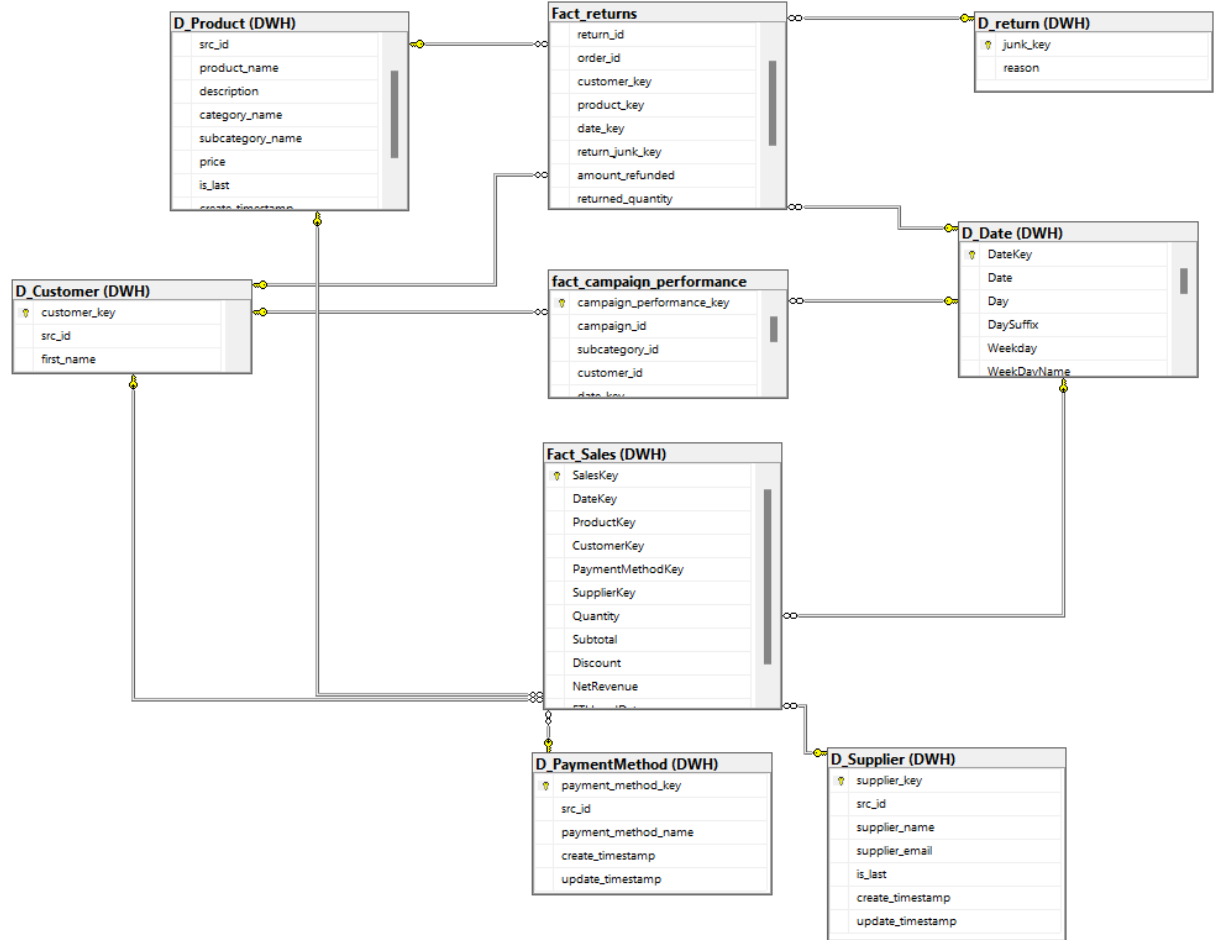 D_Product (DWH)
src_id
product_name
description
category_name
subcategory_name
price
is_last
create_timestamp
Fact_returns
return_id
order_id
customer_key
product_key
date_key
return_junk_key
amount_refunded
returned_quantity
D_return (DWH)
junk_key
reason
D_Date (DWH)
DateKey
Date
Day
DaySuffix
Weekday
WeekDayName
D_Customer (DWH)
customer_key
src_id
first_name
fact_campaign_performance
campaign_performance_key
campaign_id
subcategory_id
customer_id
date_key
Fact_Sales (DWH)
SalesKey
DateKey
ProductKey
CustomerKey
PaymentMethodKey
SupplierKey
Quantity
Subtotal
Discount
NetRevenue
D_PaymentMethod (DWH)
payment_method_key
src_id
payment_method_name
create_timestamp
update_timestamp
D_Supplier (DWH)
supplier_key
src_id
supplier_name
supplier_email
is_last
create_timestamp
update_timestamp